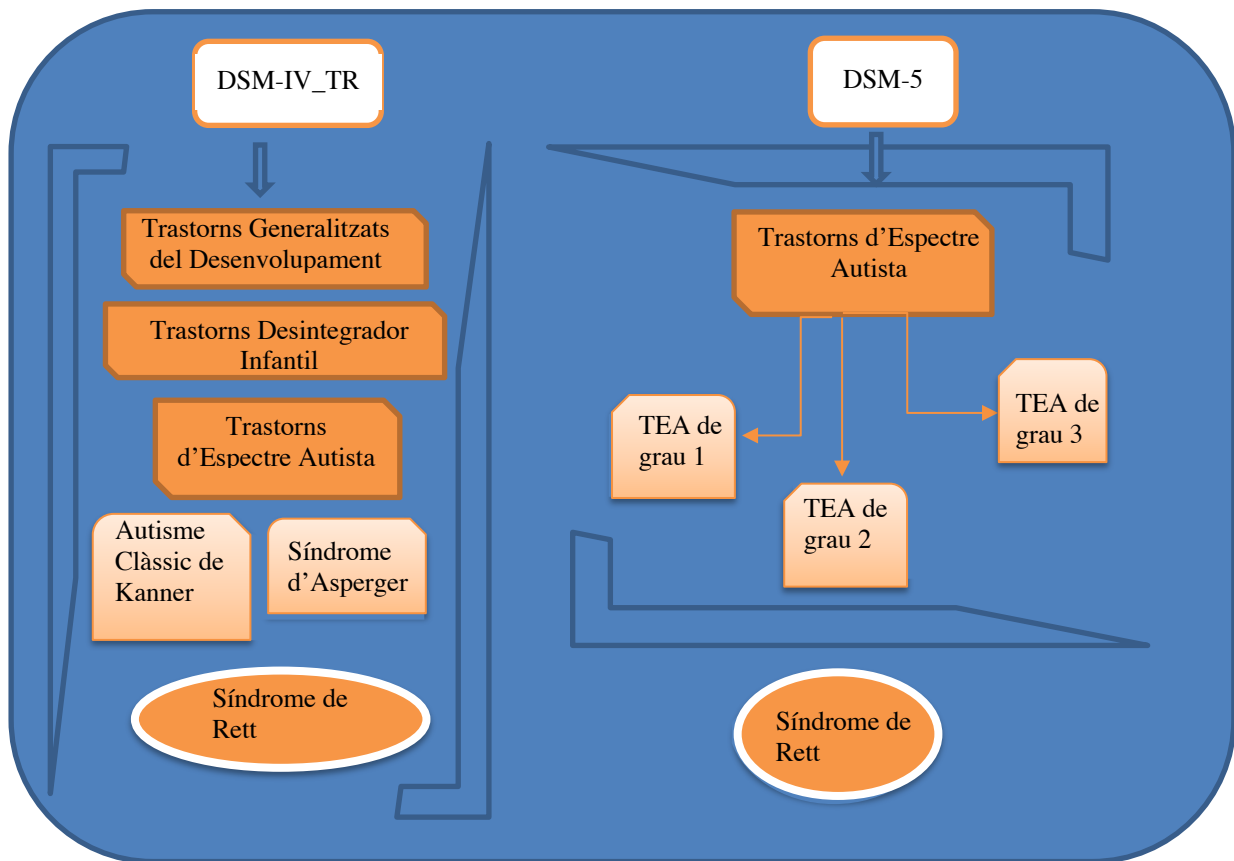 DSM-IV_TR
Trastorns Generalitzats
del Desenvolupament
Trastorns Desintegrador
Infantil
Trastorns
d’Espectre Autista
Autisme
Clàssic de
Kanner
Síndrome
d’Asperger
Síndrome de
Rett
DSM-5
Trastorns d’Espectre
Autista
TEA de
grau 1
TEA de
grau 2
TEA de
grau 3
Síndrome de
Rett